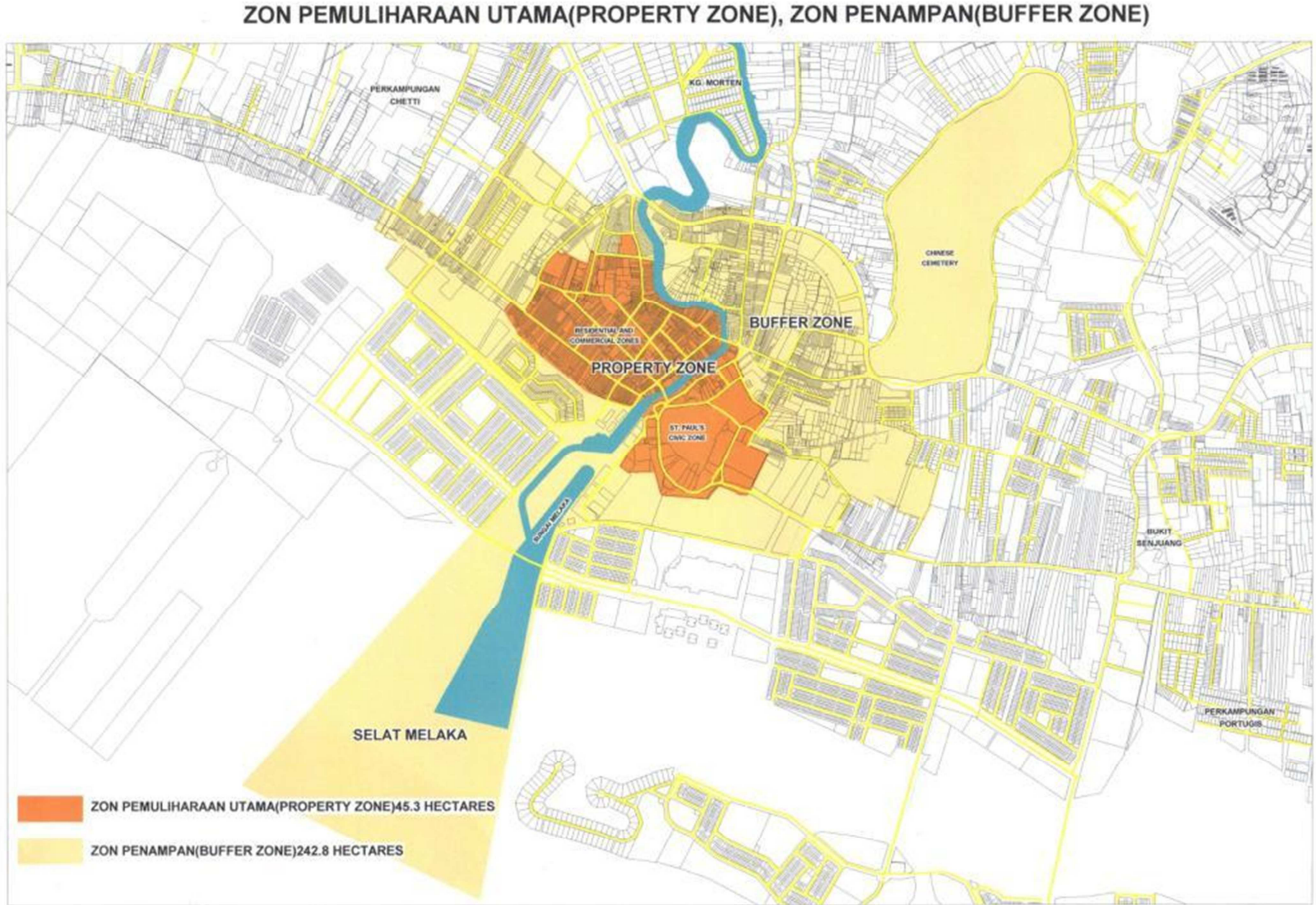 ZON PEMULIHARAAN UTAMA(PROPERTY ZONE), ZON PENAMPAN(BUFFER ZONE)
PERKAMPUNGAN
CHETTI
KG. MORTEN
CHINESE
CEMETERY
BUFFER ZONE
RESIDENTIAL AND
COMMERCIAL ZONES
PROPERTY ZONE
ST. PAUL'S
CIVIC ZONE
SUNGAI MELAKA
BUKIT
SENJUANG
PERKAMPUNGAN
PORTUGIS
SELAT MELAKA
ZON PEMULIHARAAN UTAMA(PROPERTY ZONE)45.3 HECTARES
ZON PENAMPAN(BUFFER ZONE)242.8 HECTARES